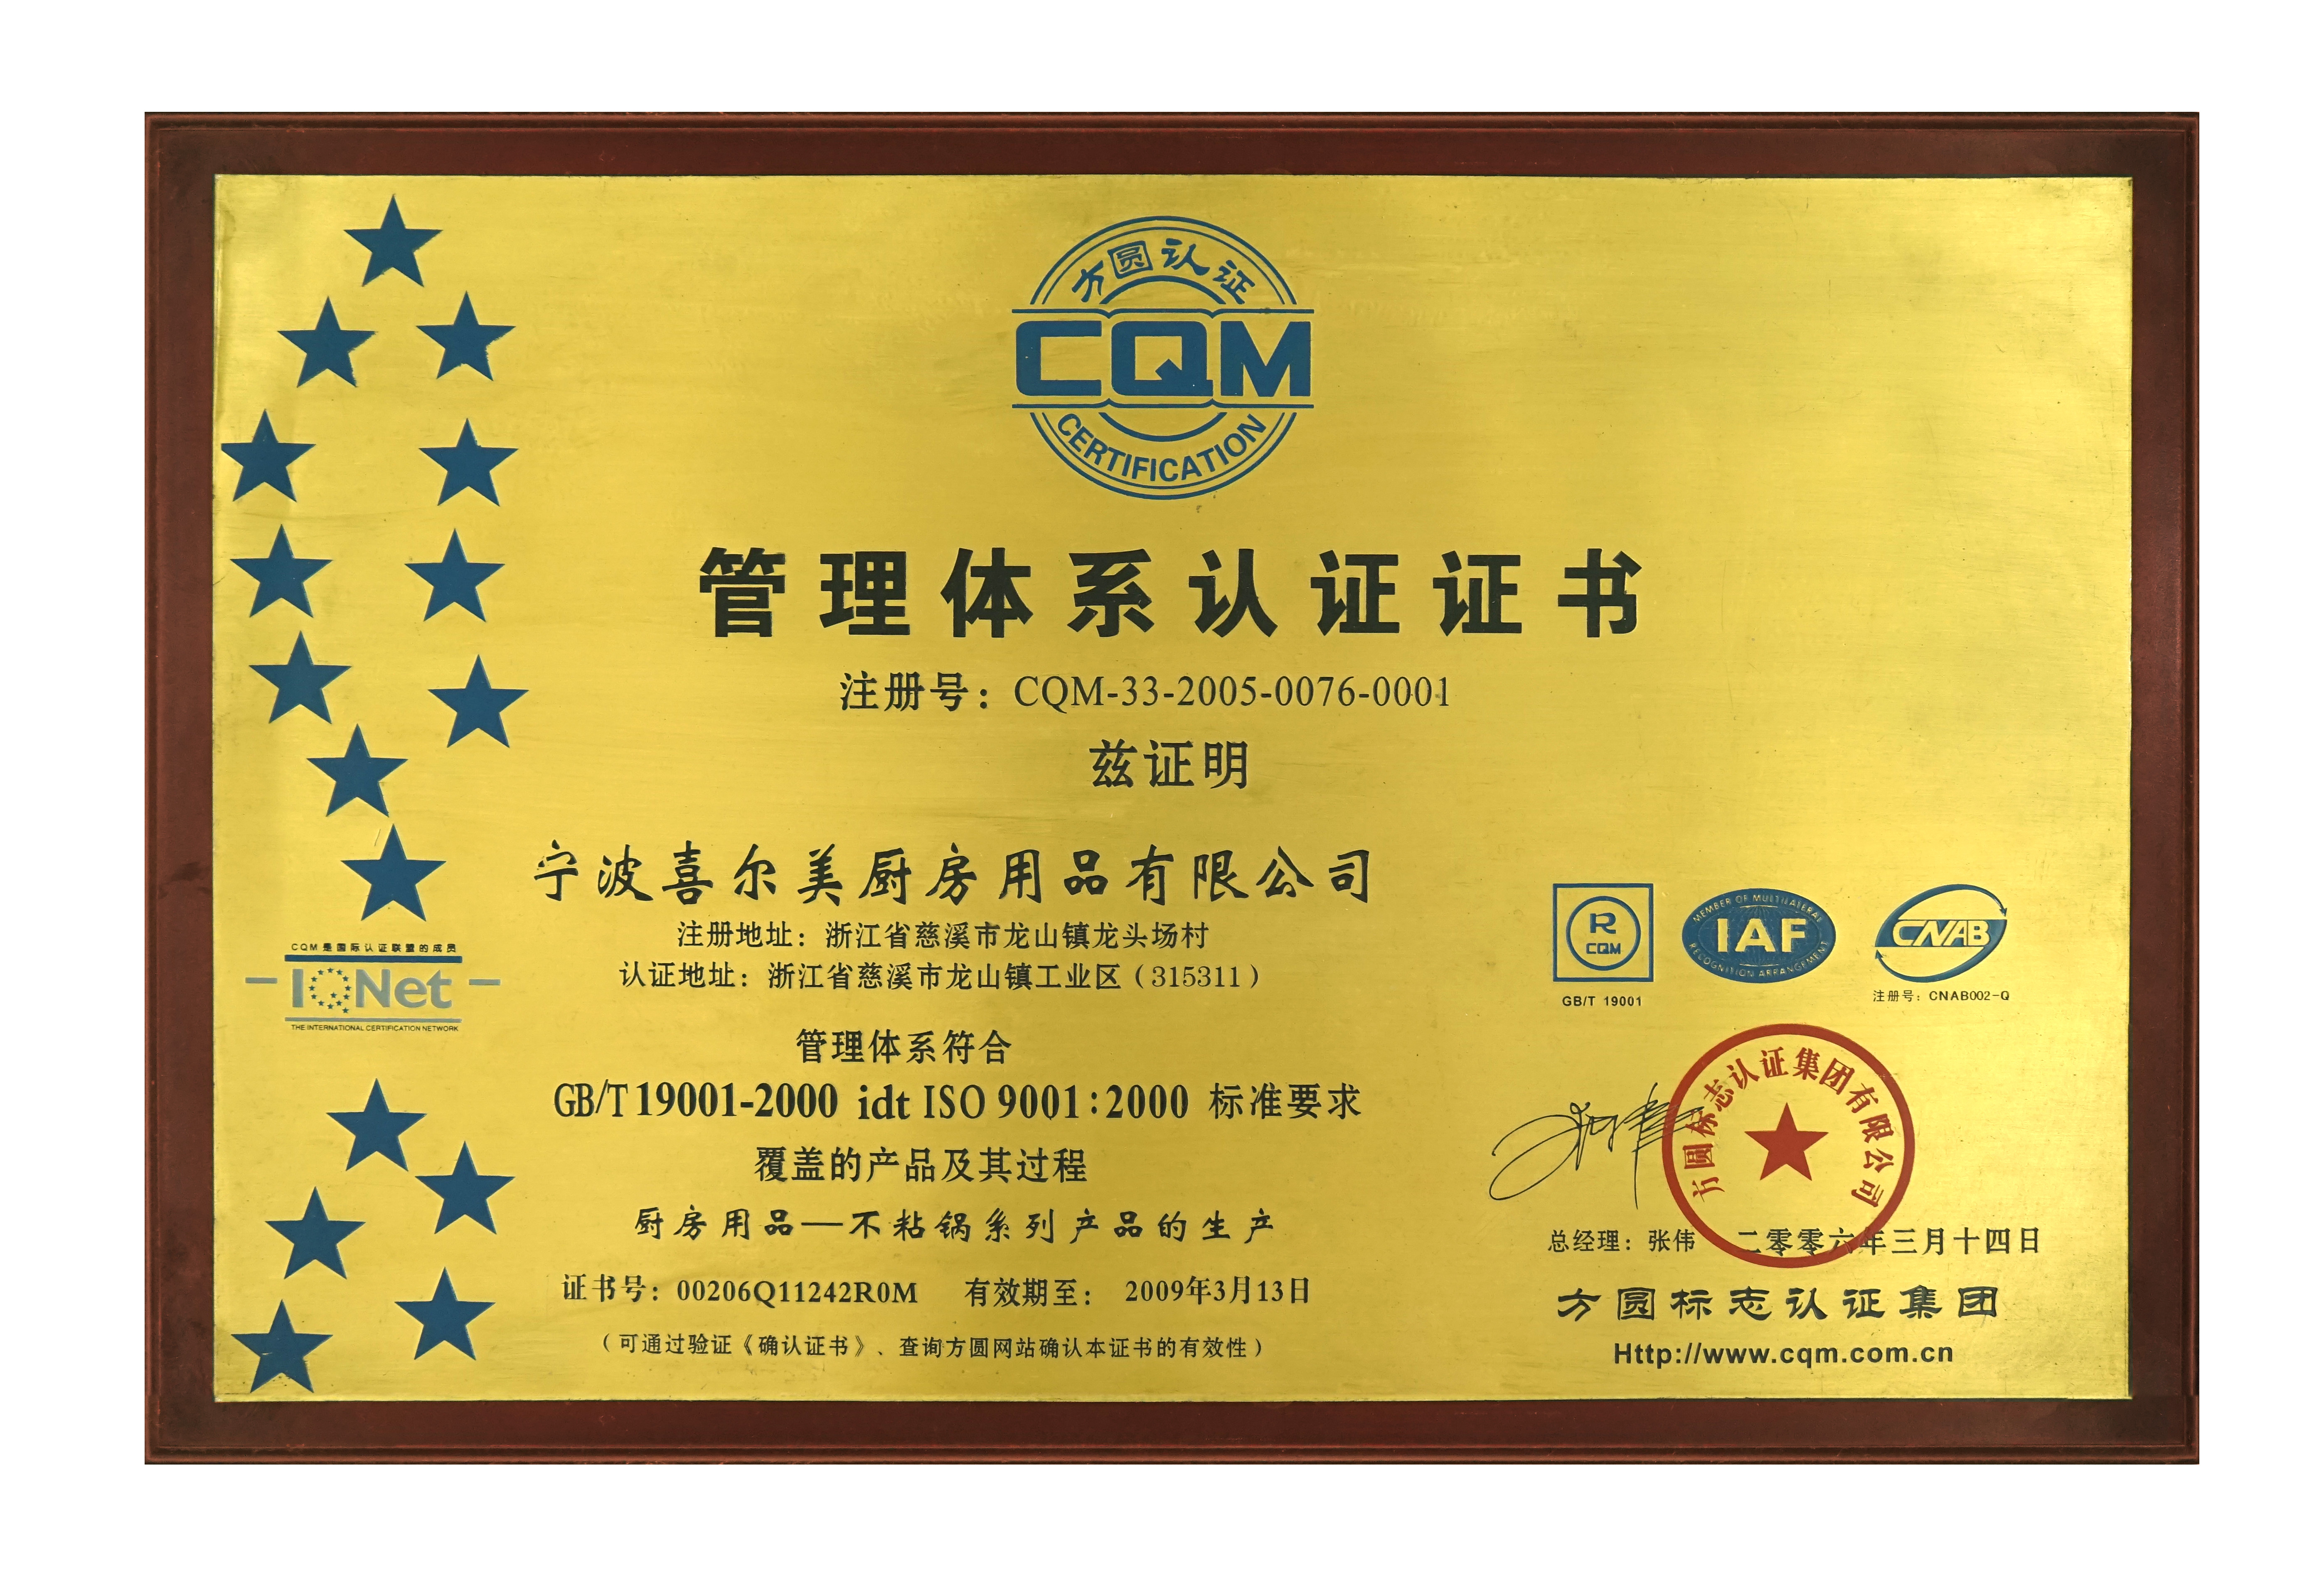 方圆认证
CQM
CERTIFICATION
管理体系认证证书
注册号：CQM-33-2005-0076-0001
兹证明
宁波喜尔美厨房用品有限公司
注册地址：浙江省慈溪市龙山镇龙头场村
认证地址：浙江省慈溪市龙山镇工业区（315311）
管理体系符合
GB/T 19001-2000 idt ISO 9001:2000 标准要求
覆盖的产品及其过程
厨房用品—不粘锅系列产品的生产
证书号：00206Q11242R0M 有效期至：2009年3月13日
（可通过验证《确认证书》、查询方圆网站确认本证书的有效性）
CQM是国际认证联盟的成员
IQNet
THE INTERNATIONAL CERTIFICATION NETWORK
R
CQM
GB/T 19001
MEMBER OF MULTILATERAL
IAF
RECOGNITION ARRANGEMENT
CNAB
注册号：CNAB002-Q
方圆标志认证集团有限公司
张伟
总经理：张伟 二零零六年三月十四日
方圆标志认证集团
Http://www.cqm.com.cn